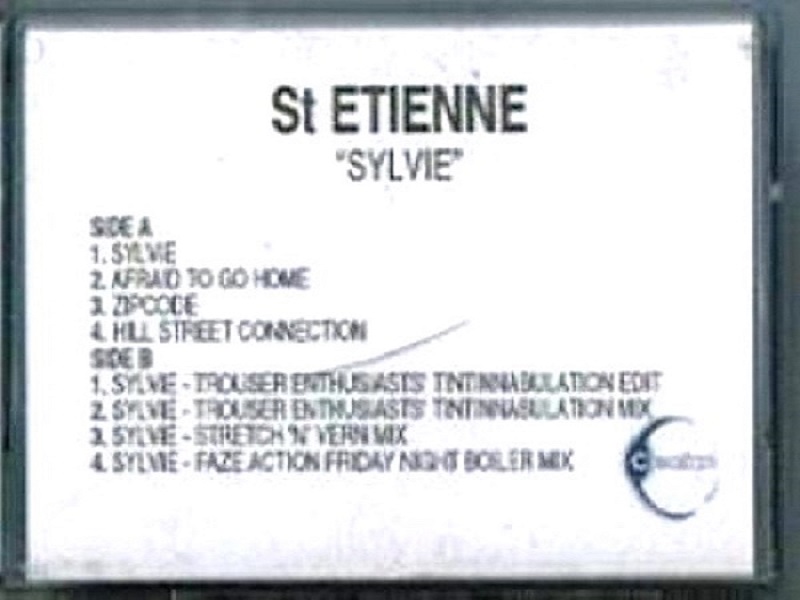 St ETIENNE
"SYLVIE"
SIDE A
1. SYLVIE
2. AFRAID TO GO HOME
3. ZIPCODE
4. HILL STREET CONNECTION
SIDE B
1. SYLVIE - TROUSER ENTHUSIASTS' TINTINNABULATION EDIT
2. SYLVIE - TROUSER ENTHUSIASTS' TINTINNABULATION MIX
3. SYLVIE - STRETCH 'N' VERN MIX
4. SYLVIE - FAZE ACTION FRIDAY NIGHT BOILER MIX